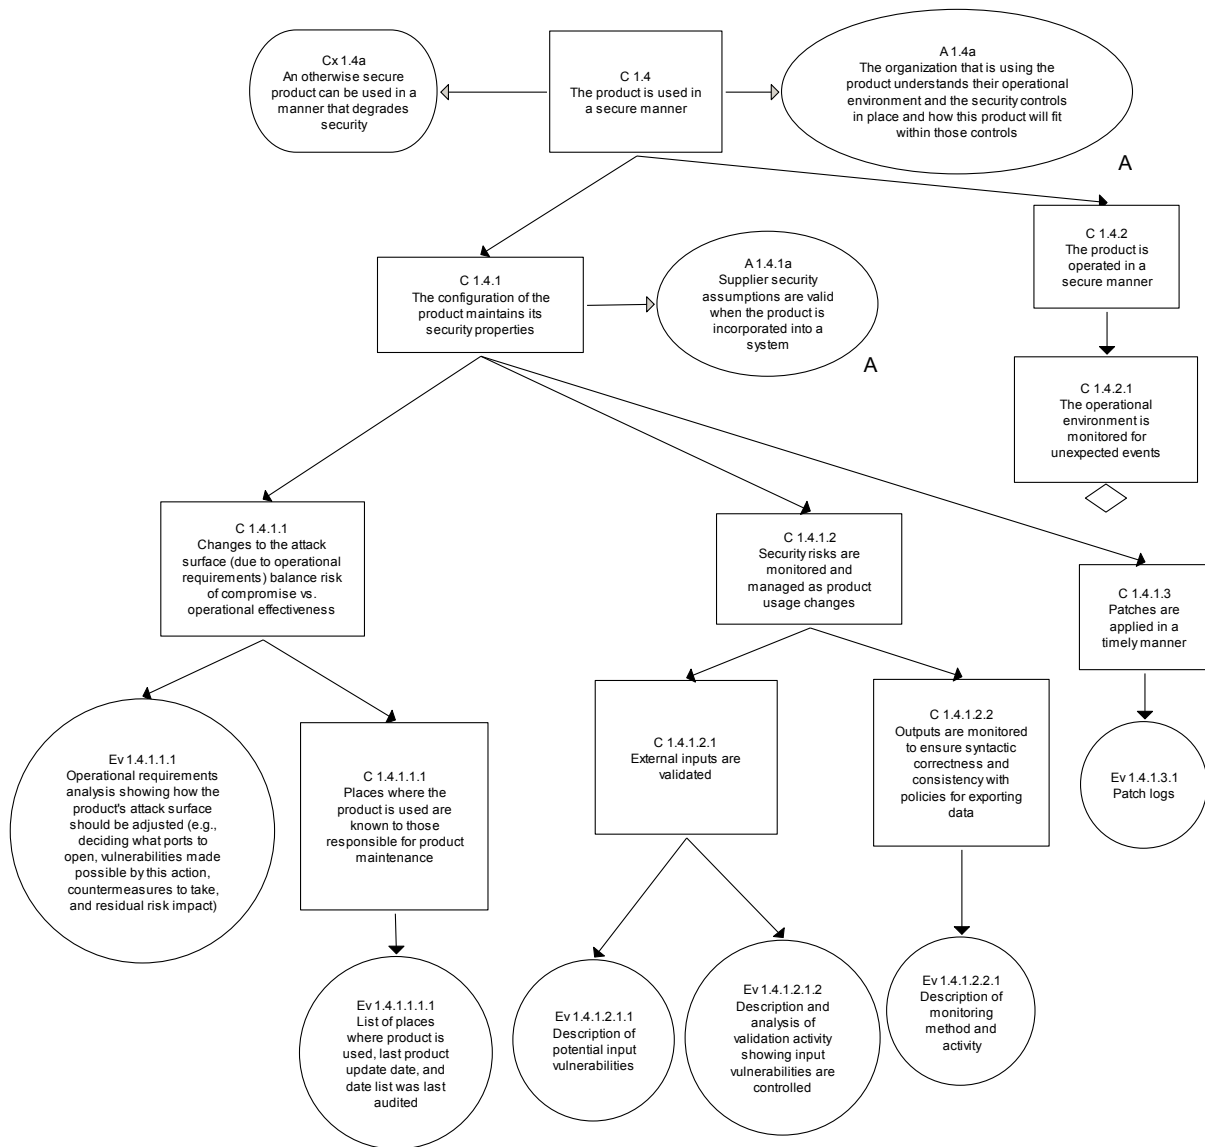 Cx 1.4a
An otherwise secure
product can be used in a
manner that degrades
security
C 1.4
The product is used in
a secure manner
A 1.4a
The organization that is using the
product understands their operational
environment and the security controls
in place and how this product will fit
within those controls
A
C 1.4.2
The product is
operated in a
secure manner
C 1.4.1
The configuration of the
product maintains its
security properties
A 1.4.1a
Supplier security
assumptions are valid
when the product is
incorporated into a
system
A
C 1.4.2.1
The operational
environment is
monitored for
unexpected events
C 1.4.1.1
Changes to the attack
surface (due to operational
requirements) balance risk
of compromise vs.
operational effectiveness
C 1.4.1.2
Security risks are
monitored and
managed as product
usage changes
C 1.4.1.3
Patches are
applied in a
timely manner
Ev 1.4.1.1.1
Operational requirements
analysis showing how the
product's attack surface
should be adjusted (e.g.,
deciding what ports to
open, vulnerabilities made
possible by this action,
countermeasures to take,
and residual risk impact)
C 1.4.1.1.1
Places where the
product is used are
known to those
responsible for product
maintenance
C 1.4.1.2.1
External inputs are
validated
C 1.4.1.2.2
Outputs are monitored
to ensure syntactic
correctness and
consistency with
policies for exporting
data
Ev 1.4.1.3.1
Patch logs
Ev 1.4.1.1.1.1
List of places
where product is
used, last product
update date, and
date list was last
audited
Ev 1.4.1.2.1.1
Description of
potential input
vulnerabilities
Ev 1.4.1.2.1.2
Description and
analysis of
validation activity
showing input
vulnerabilities are
controlled
Ev 1.4.1.2.2.1
Description of
monitoring
method and
activity